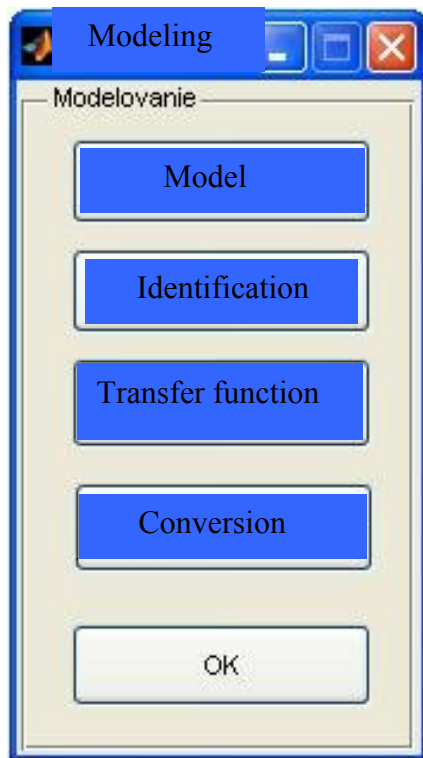 Modeling
Modelovanie
Model
Identification
Transfer function
Conversion
OK